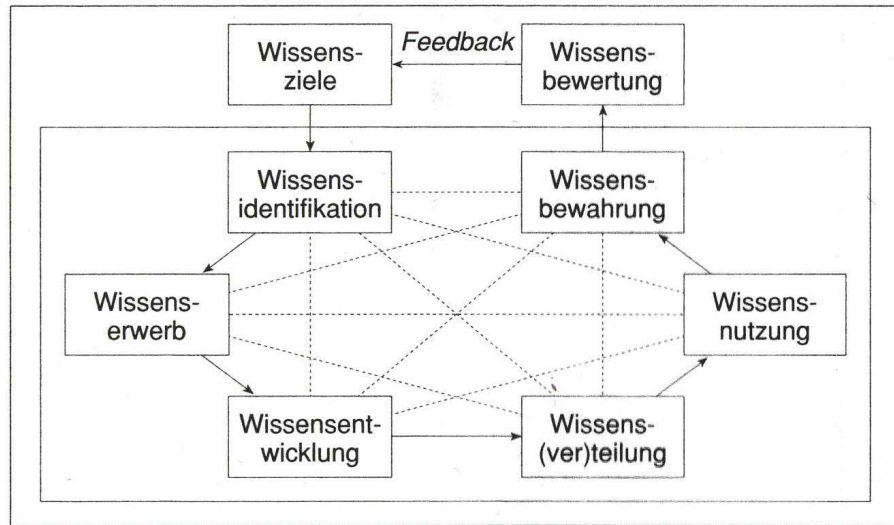 Wissens-
ziele
Feedback
Wissens-
bewertung
Wissens-
identifikation
Wissens-
bewahrung
Wissens-
erwerb
Wissens-
nutzung
Wissensent-
wicklung
Wissens-
(ver)teilung